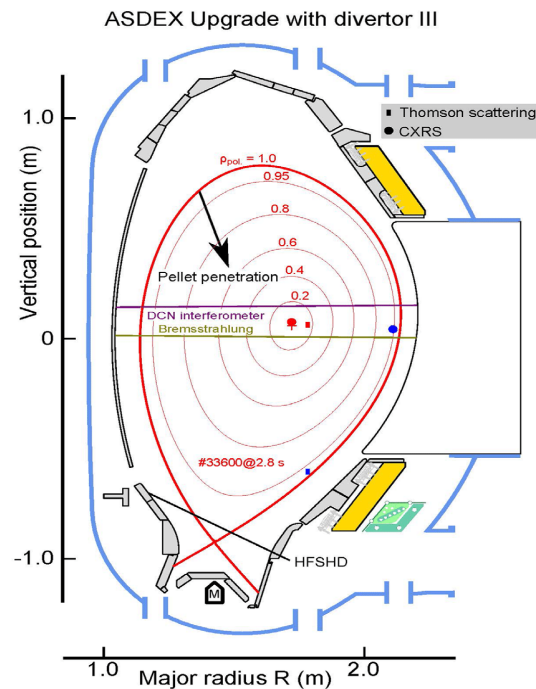 ASDEX Upgrade with divertor III
1.0
Thomson scattering
CXRS
ρpol. = 1.0
0.95
0.8
0.6
0.4
0.2
Pellet penetration
DCN interferometer
Bremsstrahlung
0
Vertical position (m)
#33600@2.8 s
-1.0
HFSHD
M
1.0
2.0
Major radius R (m)